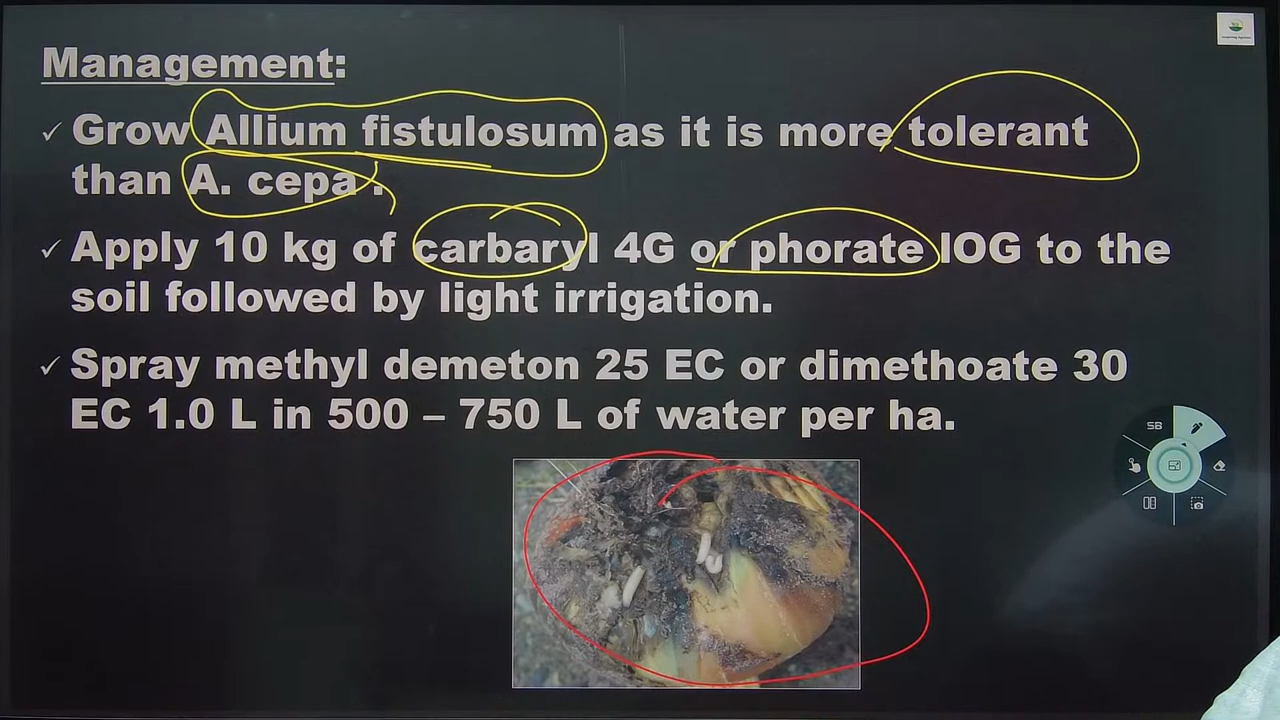 Management:
✓ Grow Allium fistulosum as it is more tolerant
than A. cepa .
✓ Apply 10 kg of carbaryl 4G or phorate lOG to the
soil followed by light irrigation.
✓ Spray methyl demeton 25 EC or dimethoate 30
EC 1.0 L in 500 – 750 L of water per ha.
SB